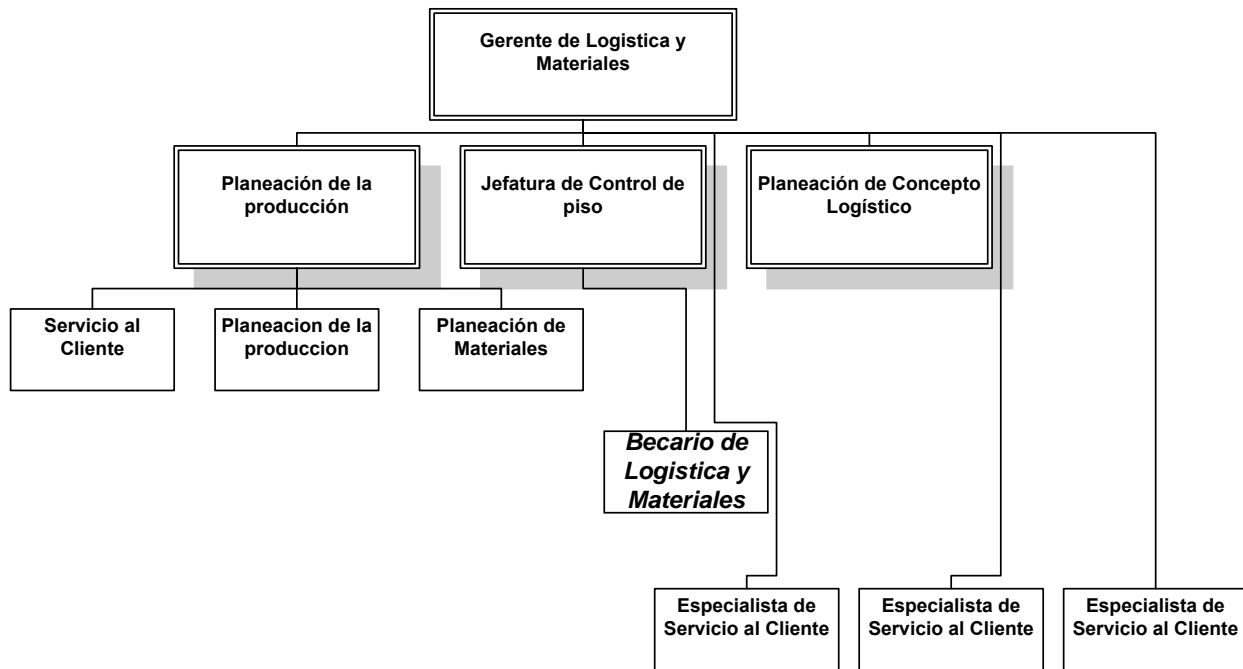 Gerente de Logistica y
Materiales
Planeación de la
producción
Jefatura de Control de
piso
Planeación de Concepto
Logístico
Servicio al
Cliente
Planeacion de la
produccion
Planeación de
Materiales
Becario de
Logistica y
Materiales
Especialista de
Servicio al Cliente
Especialista de
Servicio al Cliente
Especialista de
Servicio al Cliente